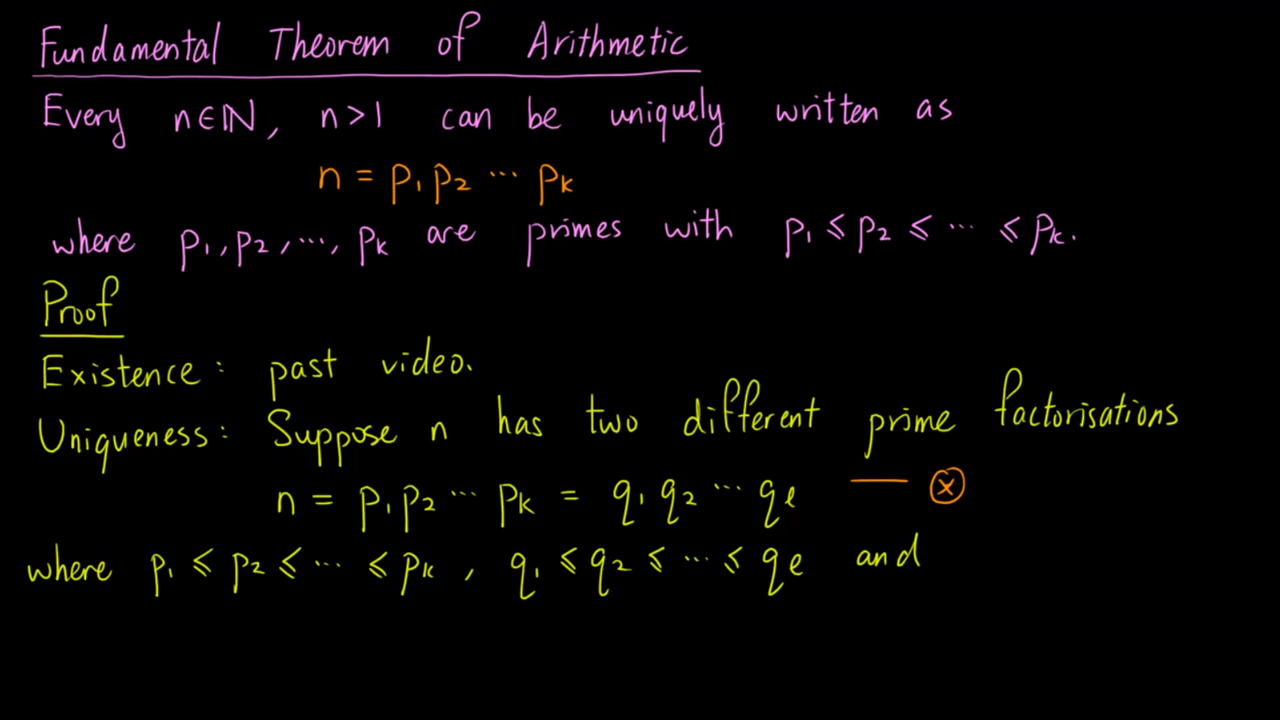 Fundamental Theorem of Arithmetic
Every n∈ℕ, n>1 can be uniquely written as
n = p₁p₂ ⋯ pₖ
where p₁, p₂, ⋯, pₖ are primes with p₁ ⩽ p₂ ⩽ ⋯ ⩽ pₖ.
Proof
Existence: past video.
Uniqueness: Suppose n has two different prime factorisations
n = p₁p₂ ⋯ pₖ = q₁q₂ ⋯ qℓ — ⊗
where p₁ ⩽ p₂ ⩽ ⋯ ⩽ pₖ, q₁ ⩽ q₂ ⩽ ⋯ ⩽ qℓ and